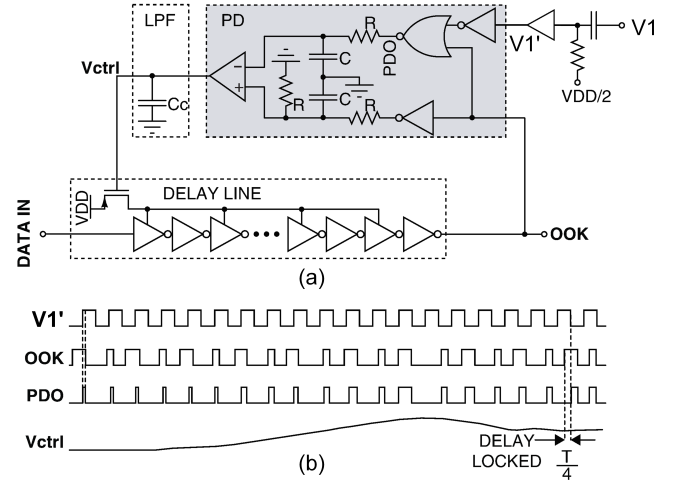 LPF
PD
R
PDO
V1'
V1
Vctrl
C
VDD/2
Cc
R
C
R
VDD
DELAY LINE
DATA IN
OOK
(a)
V1'
OOK
PDO
Vctrl
DELAY
LOCKED
T
4
(b)